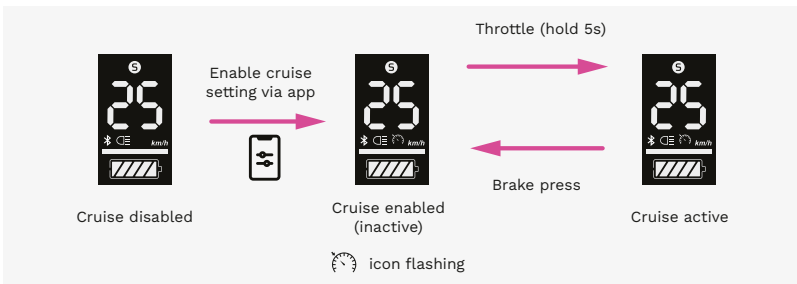 Throttle (hold 5s)
S
25
km/h
Enable cruise
setting via app
S
25
km/h
S
25
km/h
Brake press
Cruise disabled
Cruise enabled
(inactive)
Cruise active
icon flashing